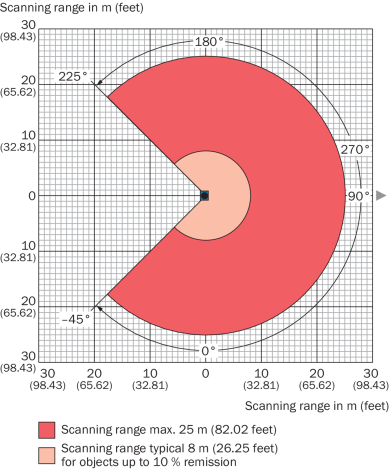 Scanning range in m (feet)
30
(98.43)
180°
225°
20
(65.62)
10
(32.81)
270°
0
90°
10
(32.81)
20
(65.62)
−45°
0°
30
(98.43)
30 20 10 0 10 20 30
(98.43) (65.62) (32.81) (32.81) (65.62) (98.43)
Scanning range in m (feet)
Scanning range max. 25 m (82.02 feet)
Scanning range typical 8 m (26.25 feet)
for objects up to 10 % remission